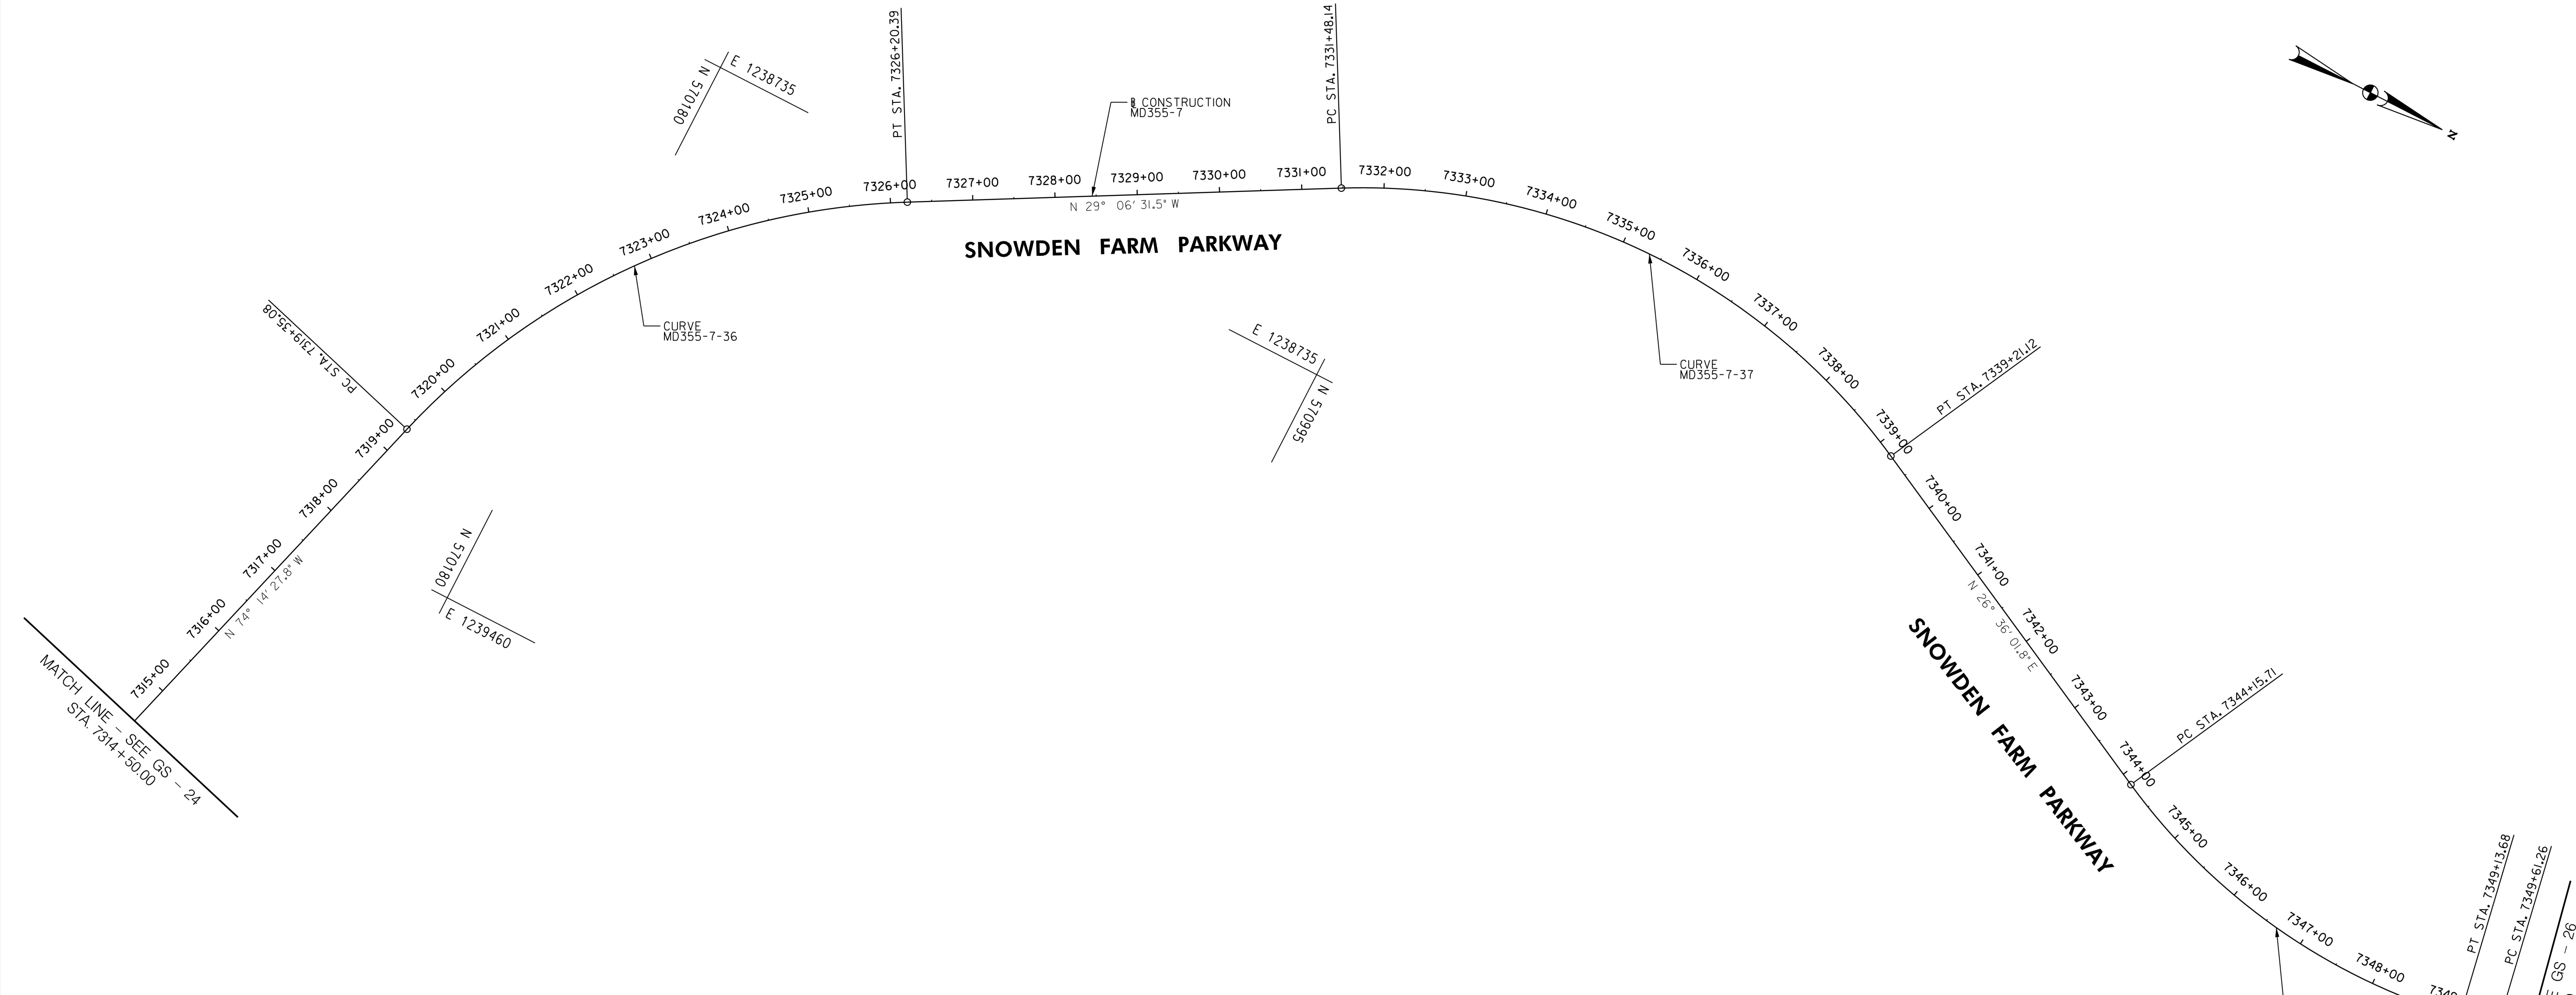 PT STA. 7326+20.39
PC STA. 7331+48.14
N 570180
E 1238735
CONSTRUCTION
MD355-7
N
7315+00
7316+00
7317+00
7318+00
7319+00
7320+00
7321+00
7322+00
7323+00
7324+00
7325+00
7326+00
7327+00
7328+00
7329+00
7330+00
7331+00
7332+00
7333+00
7334+00
7335+00
7336+00
7337+00
7338+00
7339+00
7340+00
7341+00
7342+00
7343+00
7344+00
7345+00
7346+00
7347+00
7348+00
N 29° 06' 31.5" W
SNOWDEN FARM PARKWAY
CURVE
MD355-7-36
PC STA. 7319+35.08
E 1238735
N 570995
CURVE
MD355-7-37
PT STA. 7339+21.12
N 74° 14' 27.8" W
N 570180
E 1239460
MATCH LINE - SEE GS - 24
STA. 7314+50.00
N 26° 36' 01.8" E
SNOWDEN FARM PARKWAY
PC STA. 7344+15.71
PT STA. 7349+13.68
PC STA. 7349+61.26
GS - 26